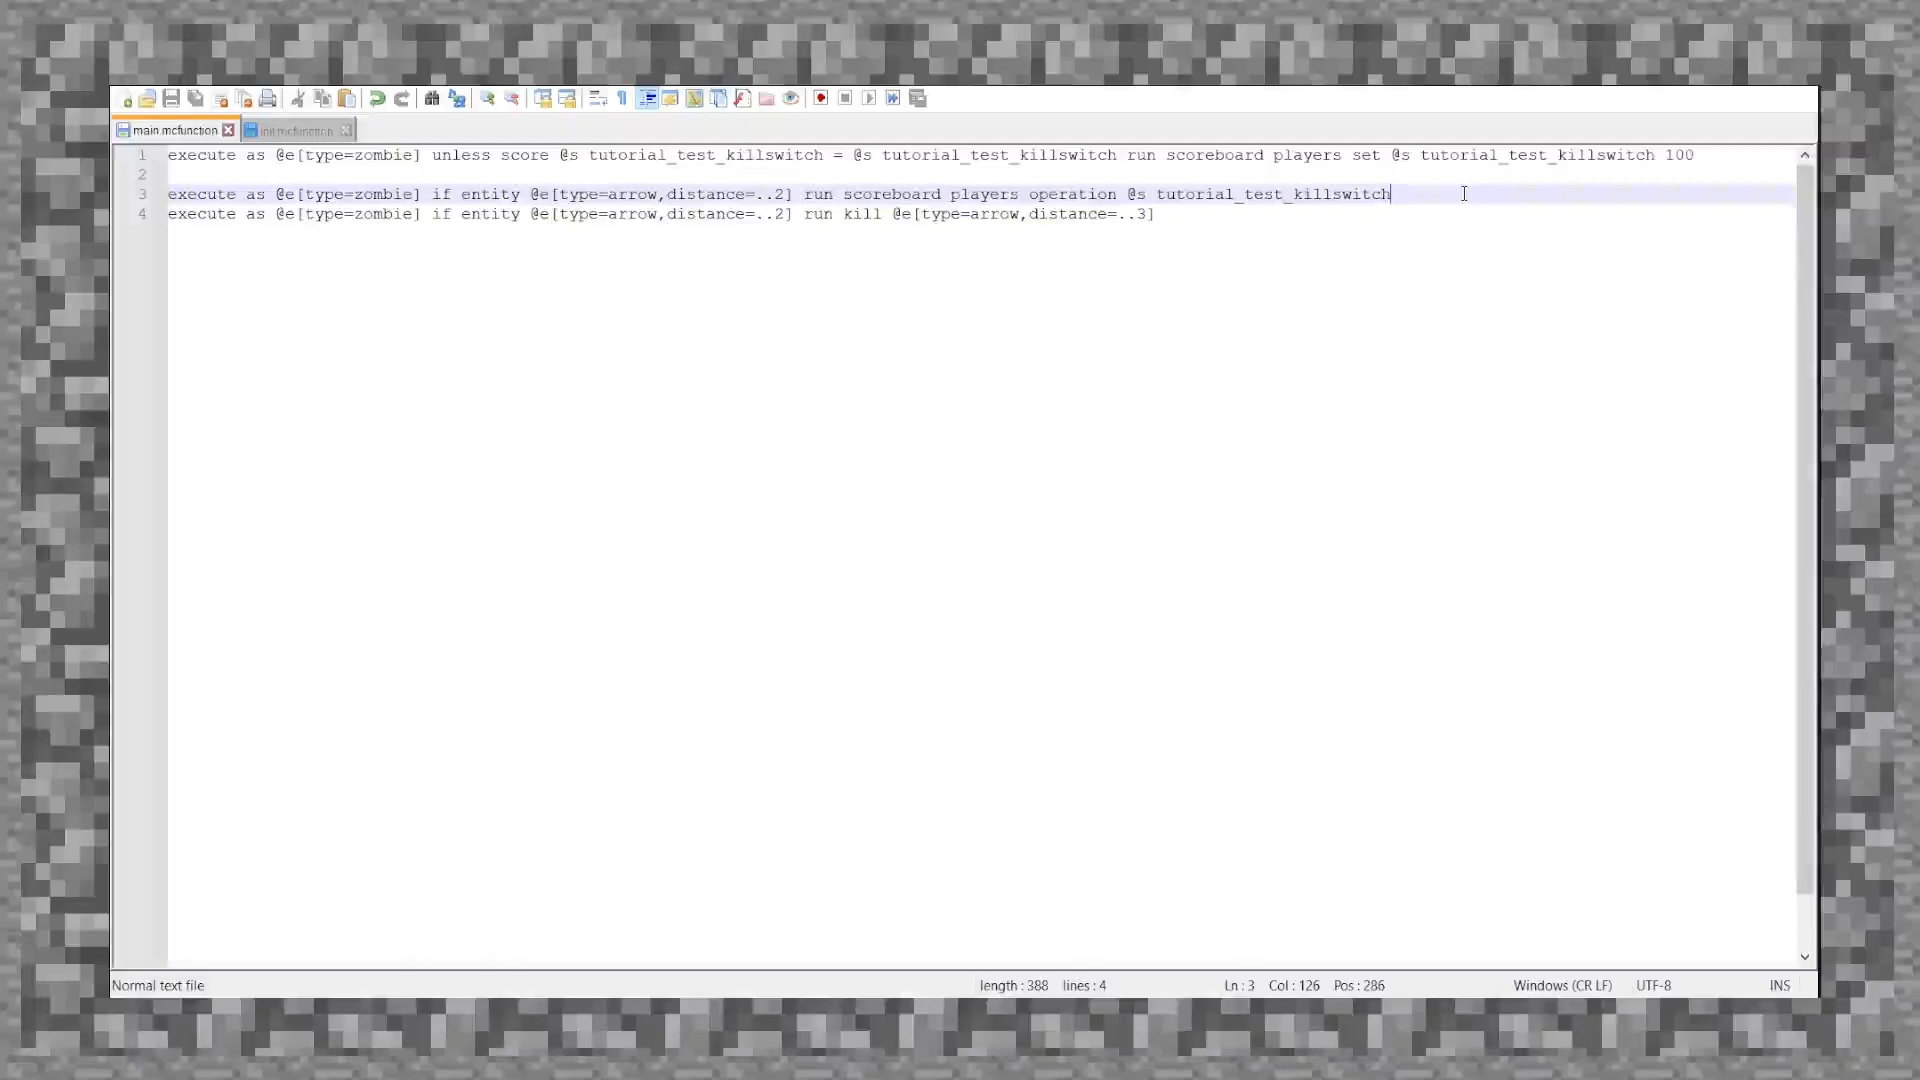 main.mcfunction init.mcfunction
1 execute as @e[type=zombie] unless score @s tutorial_test_killswitch = @s tutorial_test_killswitch run scoreboard players set @s tutorial_test_killswitch 100
2
3 execute as @e[type=zombie] if entity @e[type=arrow,distance=..2] run scoreboard players operation @s tutorial_test_killswitch
4 execute as @e[type=zombie] if entity @e[type=arrow,distance=..2] run kill @e[type=arrow,distance=..3]
Normal text file length : 388 lines : 4 Ln : 3 Col : 126 Pos : 286 Windows (CR LF) UTF-8 INS